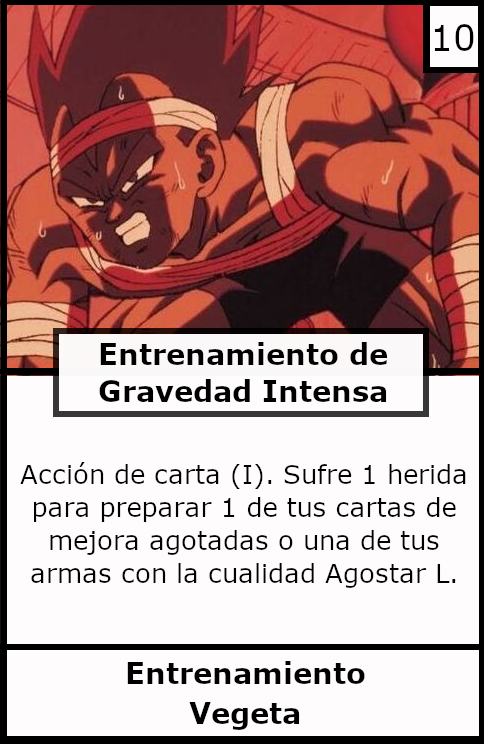 10
Entrenamiento de
Gravedad Intensa
Acción de carta (I). Sufre 1 herida
para preparar 1 de tus cartas de
mejora agotadas o una de tus
armas con la cualidad Agostar L.
Entrenamiento
Vegeta